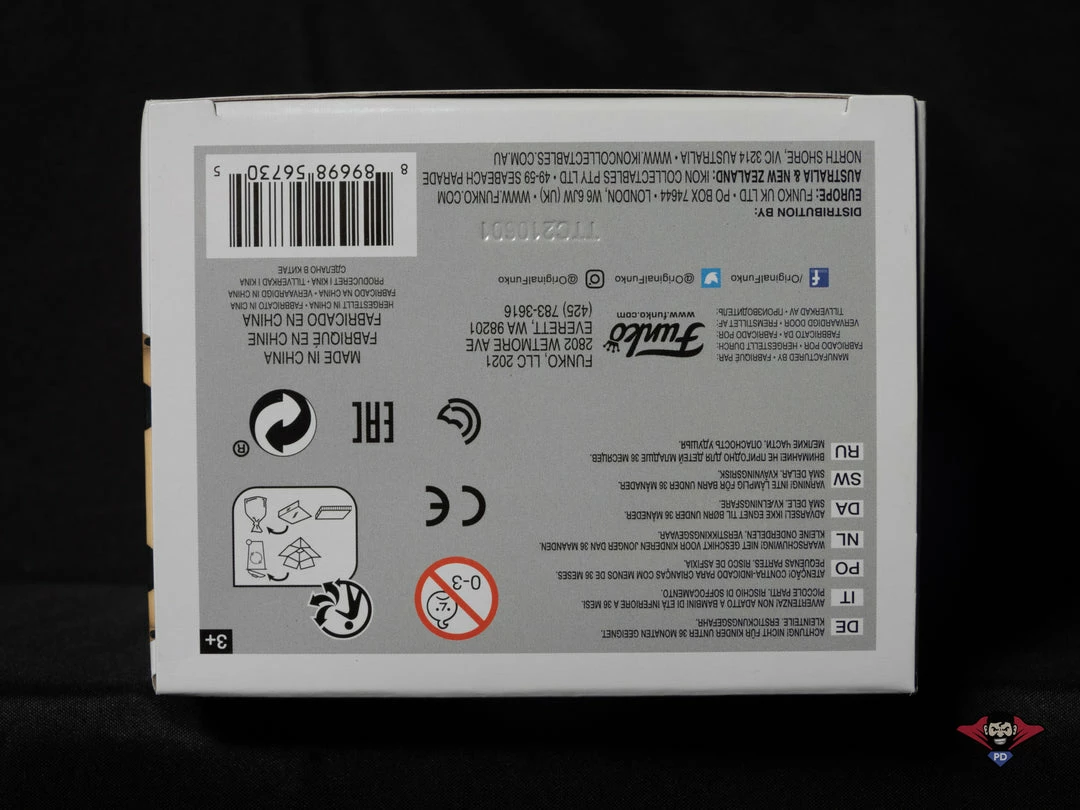 3+
DE
ACHTUNG! NICHT FÜR KINDER UNTER 36 MONATEN GEEIGNET.
KLEINTEILE. ERSTICKUNGSGEFAHR.
IT
AVVERTENZA! NON ADATTO A BAMBINI DI ETÀ INFERIORE A 36 MESI.
PICCOLE PARTI. RISCHIO DI SOFFOCAMENTO.
PO
ATENÇÃO! CONTRA-INDICADO PARA CRIANÇAS COM MENOS DE 36 MESES.
PEQUENAS PARTES. RISCO DE ASFIXIA.
NL
WAARSCHUWING! NIET GESCHIKT VOOR KINDEREN JONGER DAN 36 MAANDEN
KLEINE ONDERDELEN. VERSTIKKINGSGEVAAR.
DA
ADVARSEL! IKKE EGNET TIL BØRN UNDER 36 MÅNEDER.
SMÅ DELE. KVÆLNINGSFARE.
SW
VARNING! INTE LÄMPLIG FÖR BARN UNDER 36 MÅNADER.
SMÅ DELAR. KVÄVNINGSRISK.
RU
ВНИМАНИЕ! НЕ ПРИГОДНО ДЛЯ ДЕТЕЙ МЛАДШЕ 36 МЕСЯЦЕВ.
МЕЛКИЕ ЧАСТИ. ОПАСНОСТЬ УДУШЬЯ.
0-3
CE
EAC
®
MANUFACTURED BY • FABRIQUÉ PAR:
FABRICADO POR • HERGESTELLT DURCH:
FABRICATO DA • FABRICADO POR:
VERVAARDIGD DOOR • FREMSTILLET AF:
TILLVERKAD AV • ПРОИЗВОДИТЕЛЬ:
Funko
www.funko.com
FUNKO, LLC 2021
2802 WETMORE AVE
EVERETT, WA 98201
(425) 783-3616
MADE IN CHINA
FABRIQUÉ EN CHINE
FABRICADO EN CHINA
HERGESTELLT IN CHINA • FABBRICATO IN CHINA
FABRICADO NA CHINA • VERVAARDIGD IN CHINA
PRODUCERET I KINA • TILLVERKAD I KINA
СДЕЛАНО В КИТАЕ
/OriginalFunko
@OriginalFunko
@OriginalFunko
TTC210601
DISTRIBUTION BY:
EUROPE: FUNKO UK LTD • PO BOX 74644 • LONDON, W6 6JW (UK) • WWW.FUNKO.COM
AUSTRALIA & NEW ZEALAND: IKON COLLECTABLES PTY LTD • 49-59 SEABEACH PARADE
NORTH SHORE, VIC 3214 AUSTRALIA • WWW.IKONCOLLECTABLES.COM.AU
8 89698 56730 5
PD